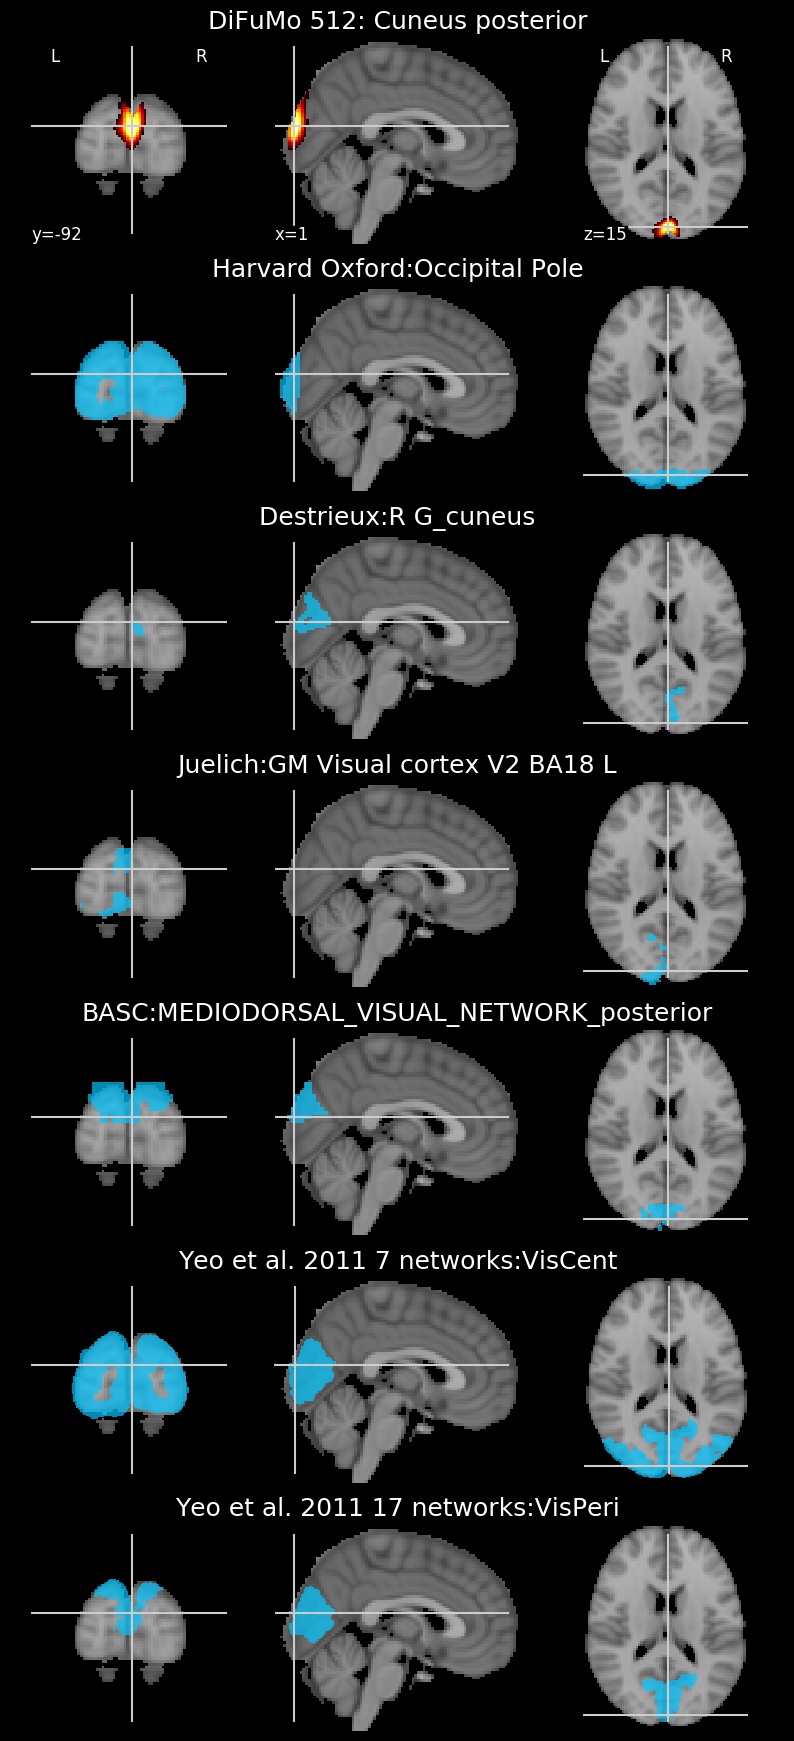 DiFuMo 512: Cuneus posterior
L R L R
y=-92 x=1 z=15
Harvard Oxford:Occipital Pole
Destrieux:R G_cuneus
Juelich:GM Visual cortex V2 BA18 L
BASC:MEDIODORSAL_VISUAL_NETWORK_posterior
Yeo et al. 2011 7 networks:VisCent
Yeo et al. 2011 17 networks:VisPeri